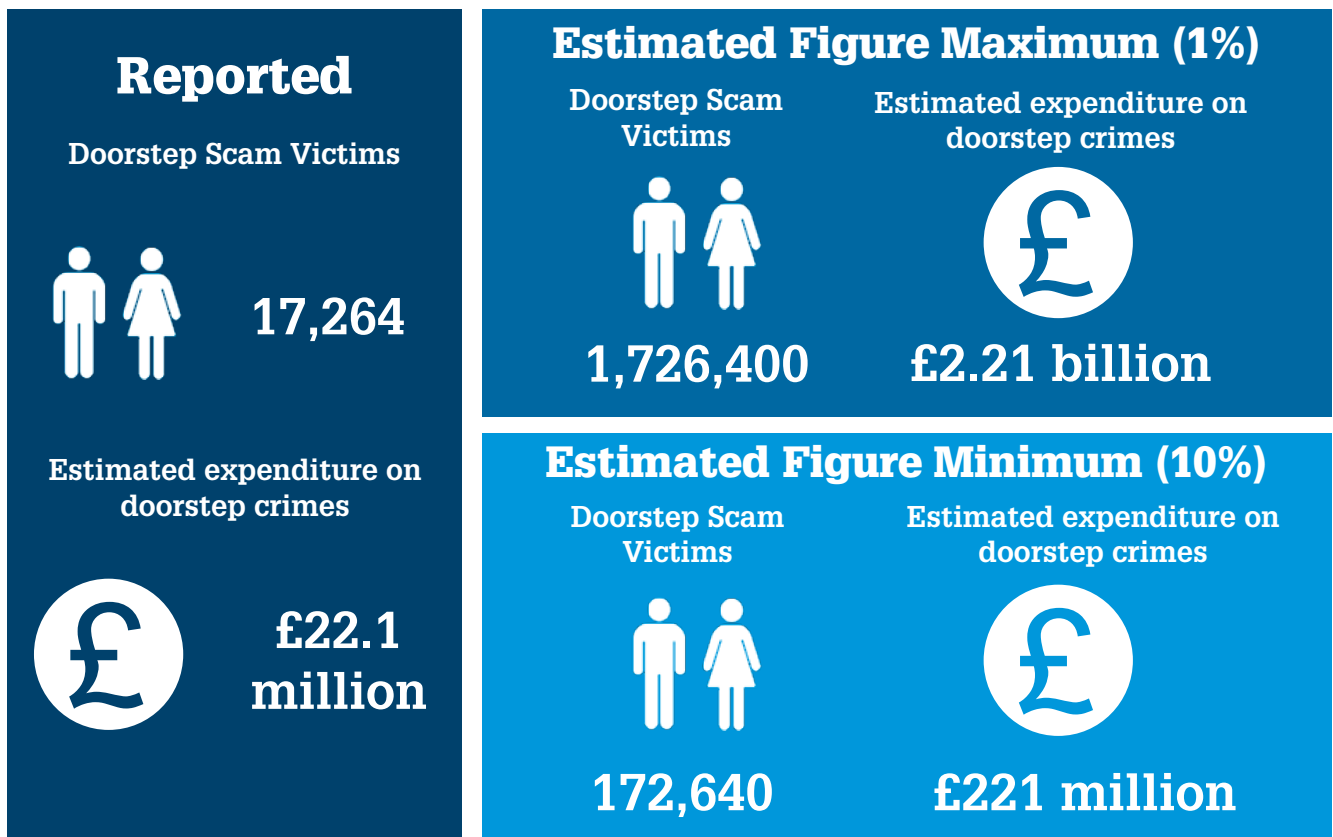 Reported
Doorstep Scam Victims
17,264
Estimated expenditure on
doorstep crimes
£
£22.1
million
Estimated Figure Maximum (1%)
Doorstep Scam
Victims
1,726,400
Estimated expenditure on
doorstep crimes
£
£2.21 billion
Estimated Figure Minimum (10%)
Doorstep Scam
Victims
172,640
Estimated expenditure on
doorstep crimes
£
£221 million